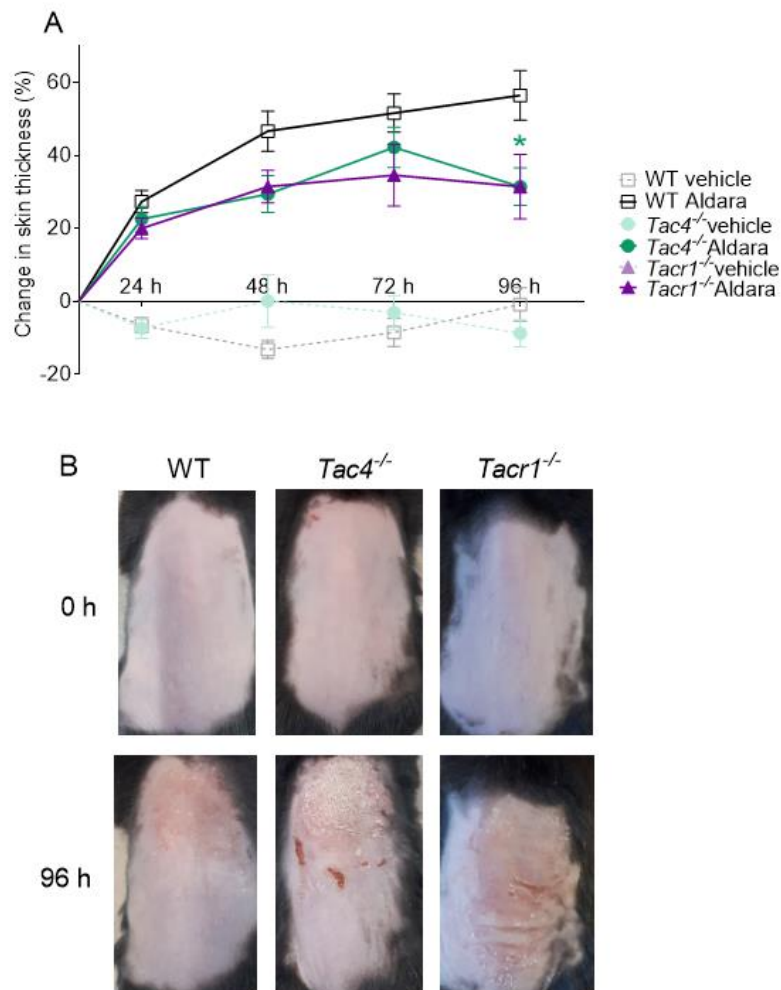 A
Change in skin thickness (%)
60
40
20
0
-20
24 h
48 h
72 h
96 h
*
WT vehicle
WT Aldara
Tac4-/-vehicle
Tac4-/-Aldara
Tacr1-/-vehicle
Tacr1-/-Aldara
B
WT
Tac4-/-
Tacr1-/-
0 h
96 h